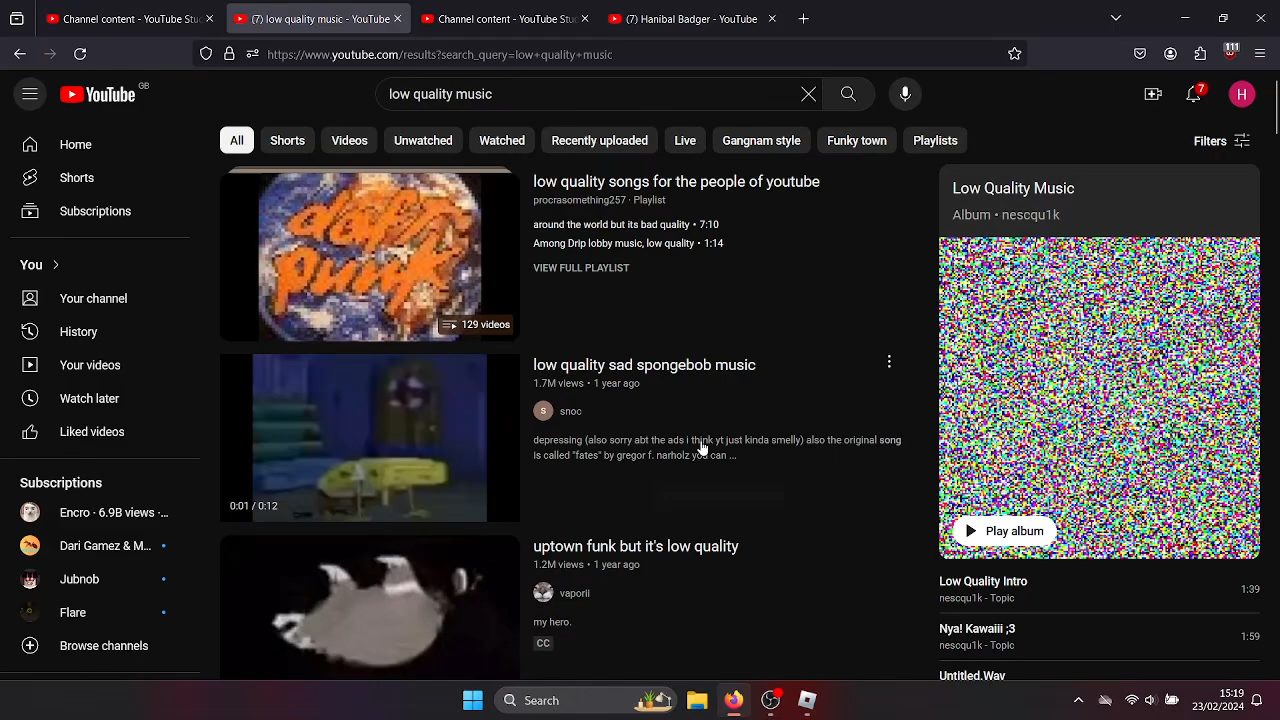 Channel content - YouTube Stu
(7) low quality music - YouTube
Channel content - YouTube Stu
(7) Hanibal Badger - YouTube
https://www.youtube.com/results?search_query=low+quality+music
111
YouTube GB
low quality music
7
H
All
Shorts
Videos
Unwatched
Watched
Recently uploaded
Live
Gangnam style
Funky town
Playlists
Filters
Home
Shorts
Subscriptions
You
Your channel
History
Your videos
Watch later
Liked videos
Subscriptions
Encro · 6.9B views · ...
Dari Gamez & M...
Jubnob
Flare
Browse channels
daft
punk
129 videos
low quality songs for the people of youtube
procrasomething257 · Playlist
around the world but its bad quality • 7:10
Among Drip lobby music, low quality • 1:14
VIEW FULL PLAYLIST
0:01 / 0:12
low quality sad spongebob music
1.7M views • 1 year ago
S snoc
depressing (also sorry abt the ads i think yt just kinda smelly) also the original song
is called "fates" by gregor f. narholz you can ...
uptown funk but it's low quality
1.2M views • 1 year ago
vaporli
my hero.
CC
Low Quality Music
Album • nescqu1k
Play album
Low Quality Intro
nescqu1k - Topic
1:39
Nya! Kawaiii ;3
nescqu1k - Topic
1:59
Untitled.Wav
Search
15:19
23/02/2024